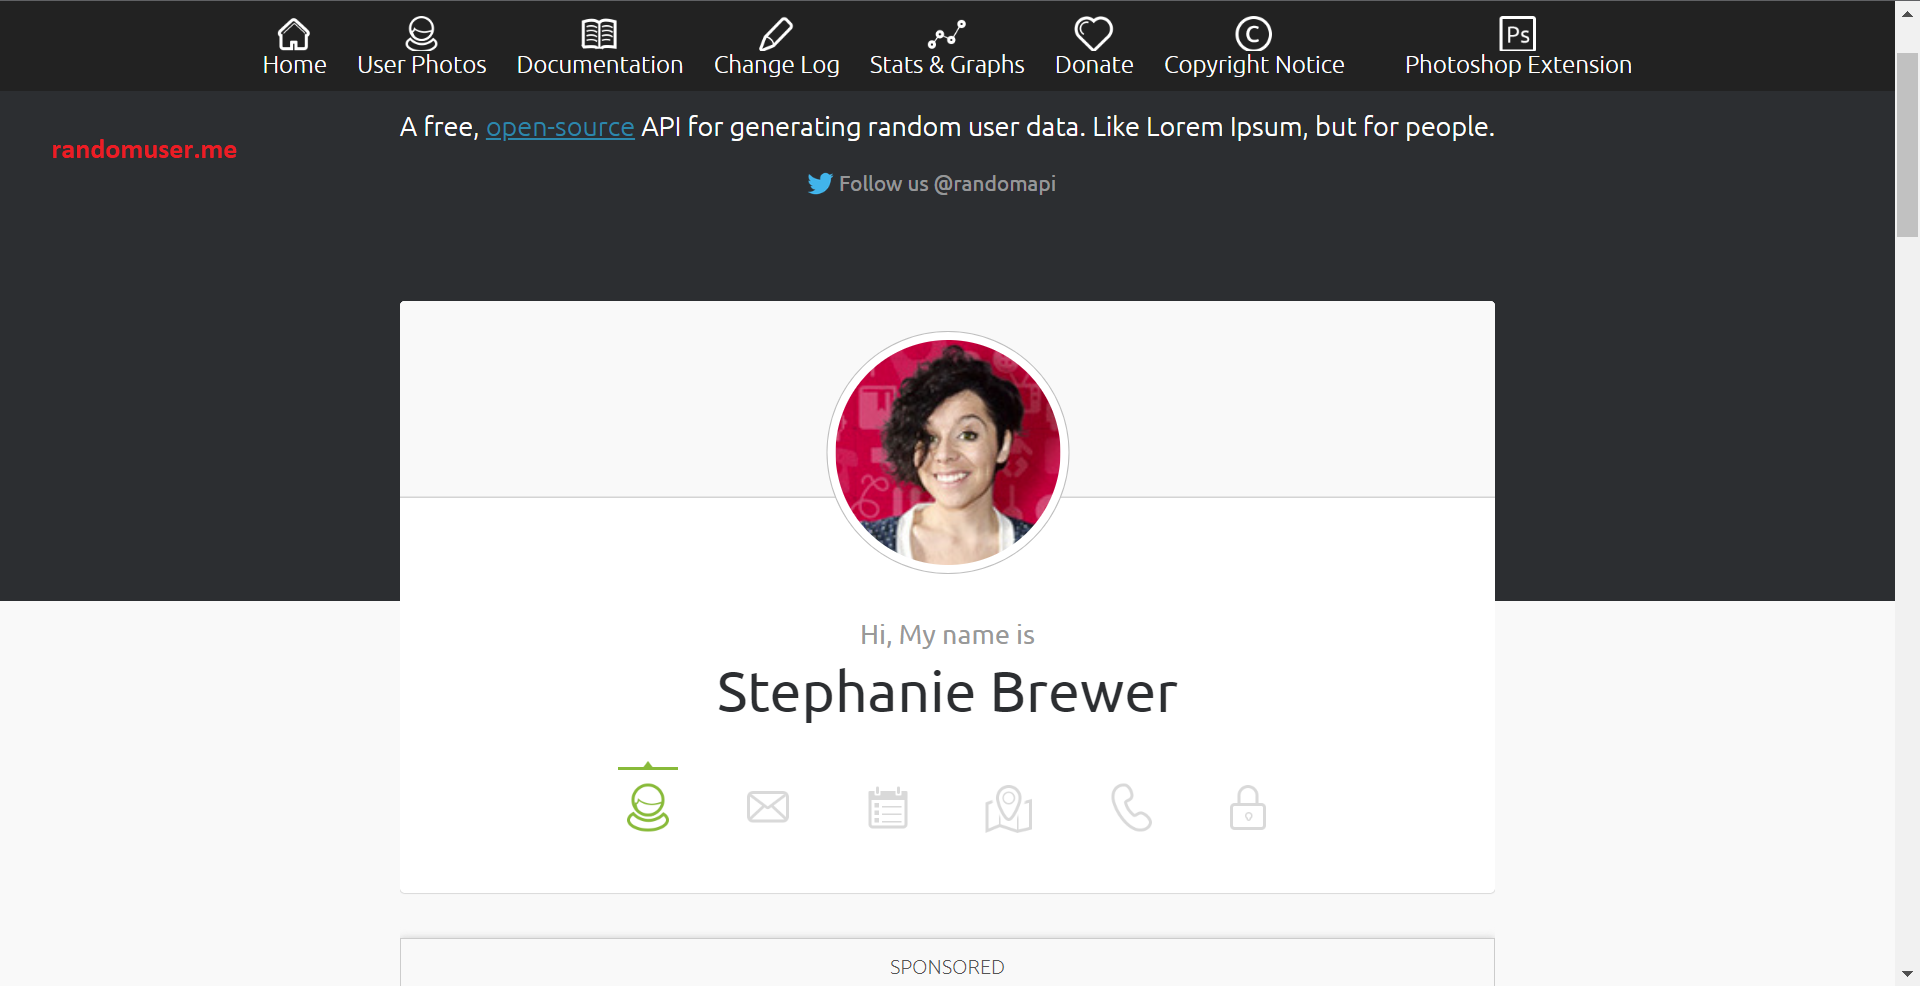 Home User Photos Documentation Change Log Stats & Graphs Donate Copyright Notice Ps Photoshop Extension
A free, open-source API for generating random user data. Like Lorem Ipsum, but for people.
randomuser.me
Follow us @randomapi
Hi, My name is
Stephanie Brewer
SPONSORED